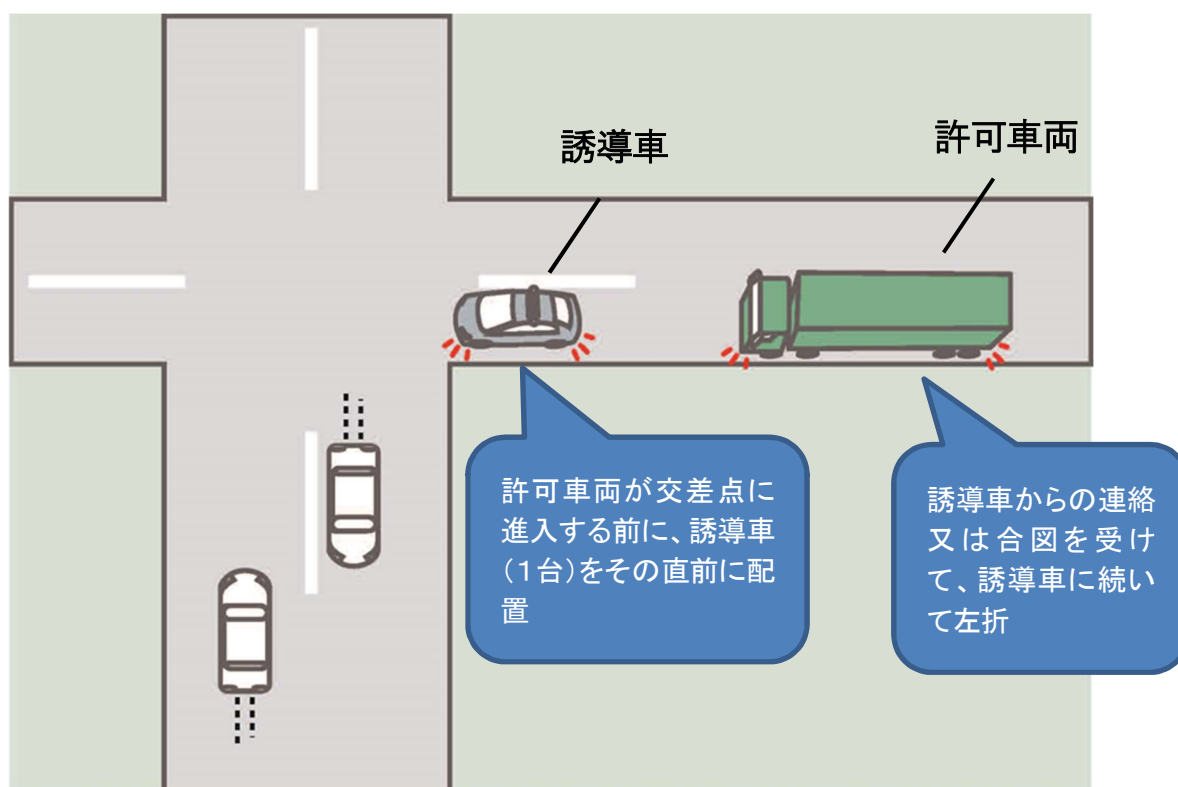 誘導車
許可車両
許可車両が交差点に
進入する前に、誘導車
(1台)をその直前に配
置
誘導車からの連絡
又は合図を受け
て、誘導車に続い
て左折